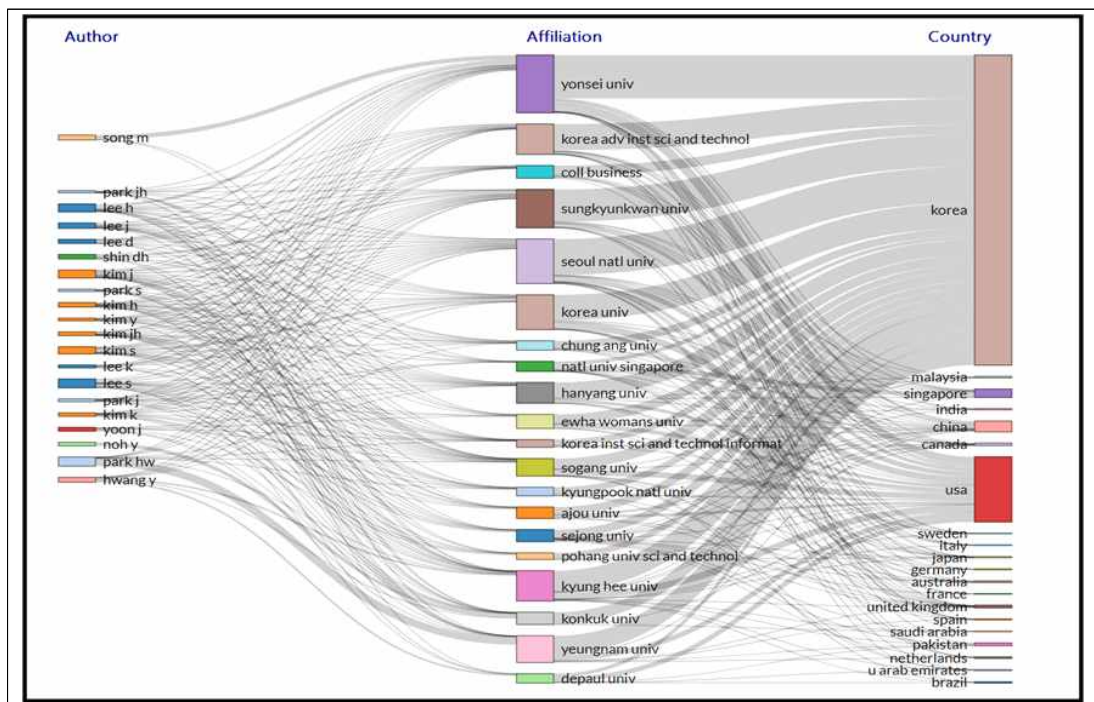 Author
Affiliation
Country
song m
park jh
lee h
lee j
lee d
shin dh
kim j
park s
kim h
kim y
kim jh
kim s
lee k
lee s
park j
kim k
yoon j
noh y
park hw
hwang y
yonsei univ
korea adv inst sci and technol
coll business
sungkyunkwan univ
seoul natl univ
korea univ
chung ang univ
natl univ singapore
hanyang univ
ewha womans univ
korea inst sci and technol informat
sogang univ
kyungpook natl univ
ajou univ
sejong univ
pohang univ sci and technol
kyung hee univ
konkuk univ
yeungnam univ
depaul univ
korea
malaysia
singapore
india
china
canada
usa
sweden
italy
japan
germany
australia
france
united kingdom
spain
saudi arabia
pakistan
netherlands
u arab emirates
brazil